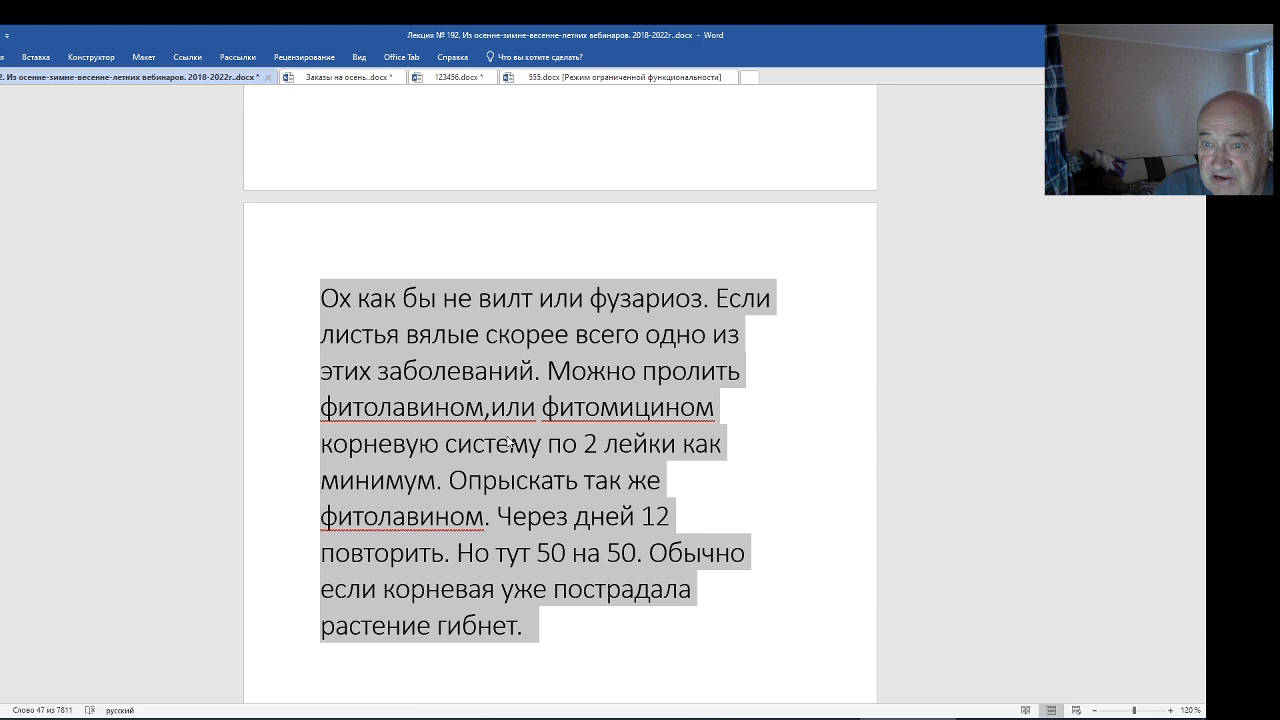 Лекция № 192. Из осенне-зимне-весенне-летних вебинаров. 2018-2022г..docx - Word
я Вставка Конструктор Макет Ссылки Рассылки Рецензирование Вид Office Tab Справка Что вы хотите сделать?
2. Из осенне-зимне-весенне-летних вебинаров. 2018-2022г..docx * Заказы на осень..docx * 123456.docx * 555.docx [Режим ограниченной функциональности]
Ох как бы не вилт или фузариоз. Если
листья вялые скорее всего одно из
этих заболеваний. Можно пролить
фитолавином,или фитомицином
корневую систему по 2 лейки как
минимум. Опрыскать так же
фитолавином. Через дней 12
повторить. Но тут 50 на 50. Обычно
если корневая уже пострадала
растение гибнет.
Слово 47 из 7811 русский 120 %